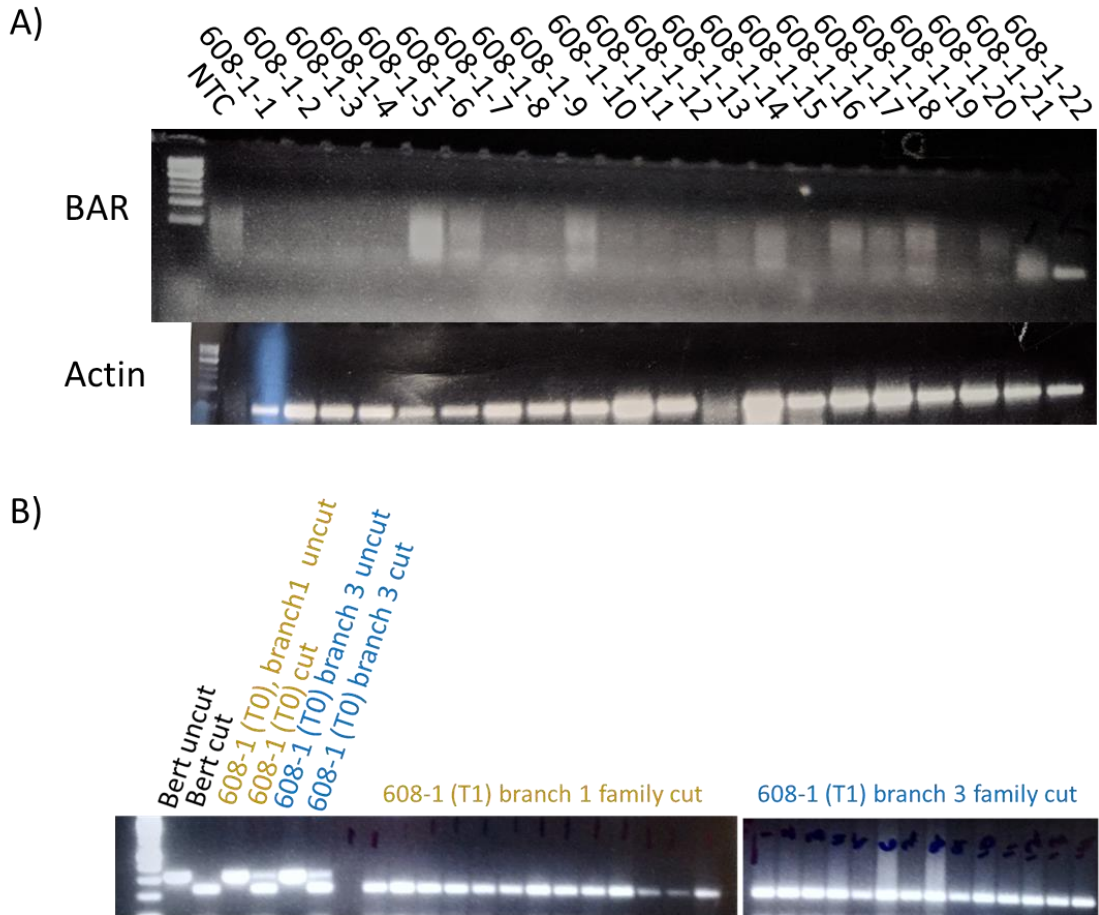 A)
NTC
608-1-1
608-1-2
608-1-3
608-1-4
608-1-5
608-1-6
608-1-7
608-1-8
608-1-9
608-1-10
608-1-11
608-1-12
608-1-13
608-1-14
608-1-15
608-1-16
608-1-17
608-1-18
608-1-19
608-1-20
608-1-21
608-1-22
BAR
Actin
B)
Bert uncut
Bert cut
608-1 (T0), branch1 uncut
608-1 (T0) cut
608-1 (T0) branch 3 uncut
608-1 (T0) branch 3 cut
608-1 (T1) branch 1 family cut
608-1 (T1) branch 3 family cut